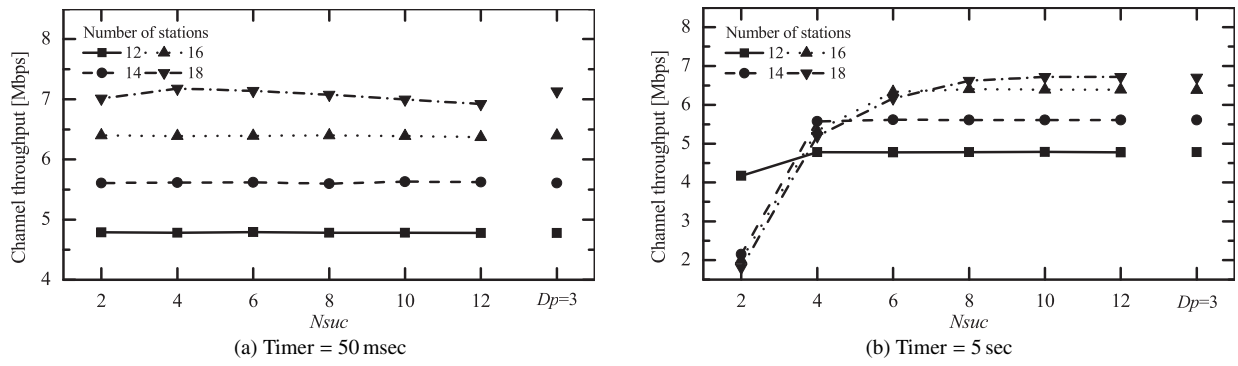 Number of stations
12 16
14 18
Channel throughput [Mbps]
8
7
6
5
4
2 4 6 8 10 12 Dp=3
Nsuc
(a) Timer = 50 msec
Number of stations
12 16
14 18
Channel throughput [Mbps]
8
7
6
5
4
3
2
2 4 6 8 10 12 Dp=3
Nsuc
(b) Timer = 5 sec